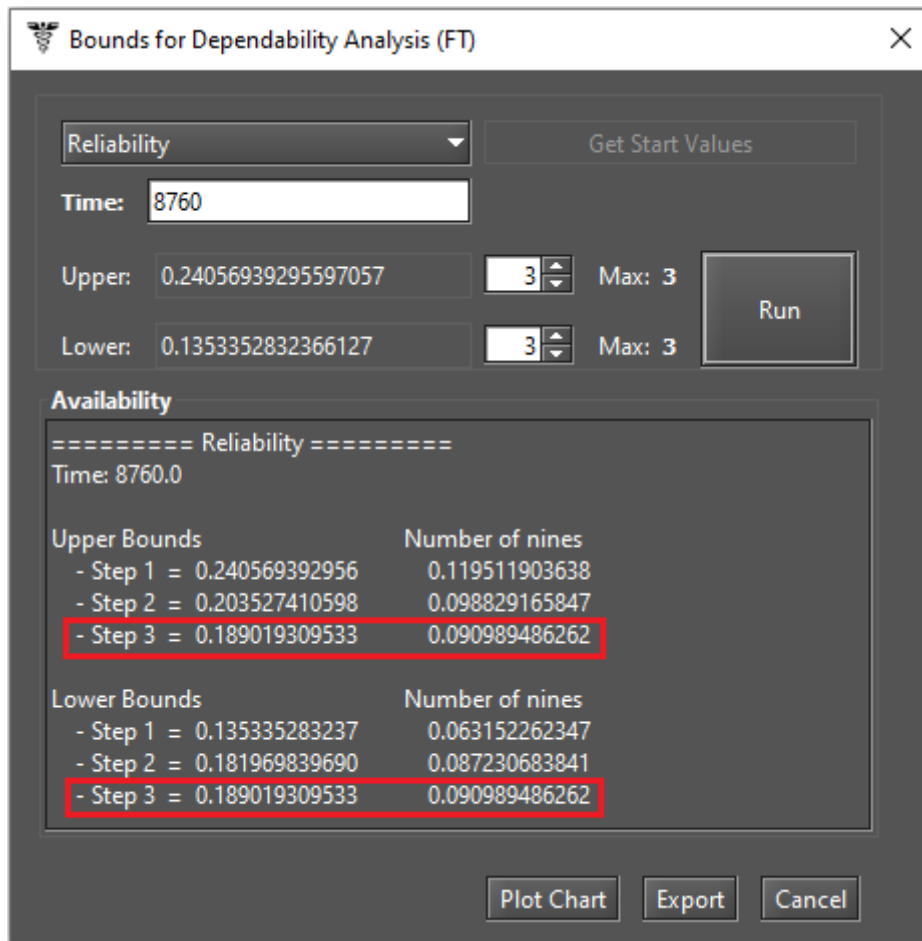 Bounds for Dependability Analysis (FT)
Reliability Get Start Values
Time: 8760
Upper: 0.24056939295597057 3 Max: 3
Run
Lower: 0.1353352832366127 3 Max: 3
Availability
========= Reliability =========
Time: 8760.0
Upper Bounds Number of nines
- Step 1 = 0.240569392956 0.119511903638
- Step 2 = 0.203527410598 0.098829165847
- Step 3 = 0.189019309533 0.090989486262
Lower Bounds Number of nines
- Step 1 = 0.135335283237 0.063152262347
- Step 2 = 0.181969839690 0.087230683841
- Step 3 = 0.189019309533 0.090989486262
Plot Chart Export Cancel